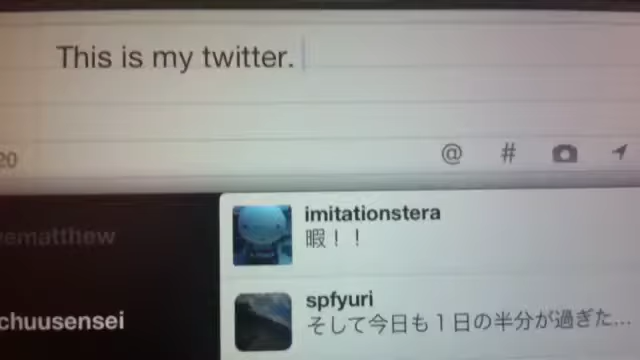 This is my twitter.
20
@ #
ematthew
imitationstera
暇！！
chuusensei
spfyuri
そして今日も１日の半分が過ぎた…